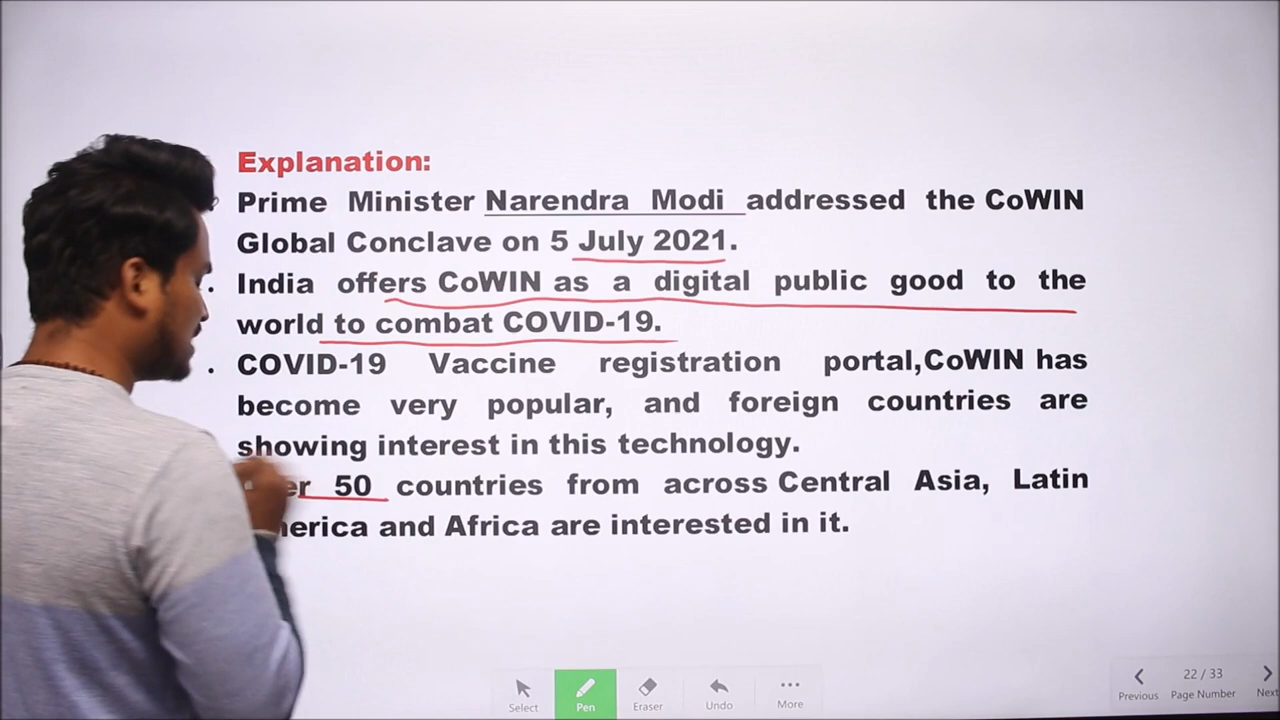 Explanation:
Prime Minister Narendra Modi addressed the CoWIN
Global Conclave on 5 July 2021.
. India offers CoWIN as a digital public good to the
world to combat COVID-19.
. COVID-19 Vaccine registration portal,CoWIN has
become very popular, and foreign countries are
showing interest in this technology.
50 countries from across Central Asia, Latin
and Africa are interested in it.
Select
Pen
Eraser
Undo
More
Previous
22 / 33
Page Number
Next